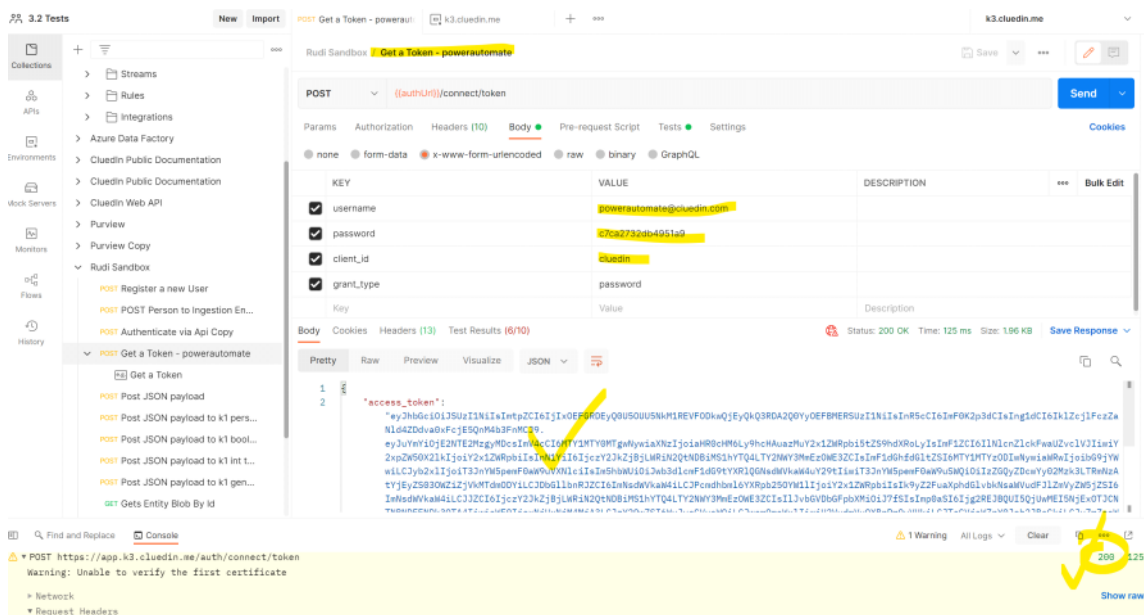 3.2 Tests
New
Import
POST Get a Token - powerauto
k3.cluedin.me
k3.cluedin.me
Collections
APIs
Environments
Mock Servers
Monitors
Flows
History
Streams
Rules
Integrations
Azure Data Factory
CluedIn Public Documentation
CluedIn Public Documentation
CluedIn Web API
Purview
Purview Copy
Rudi Sandbox
POST Register a new User
POST POST Person to Ingestion En...
POST Authenticate via Api Copy
POST Get a Token - powerautomate
Get a Token
POST Post JSON payload
POST Post JSON payload to k1 pers...
POST Post JSON payload to k1 bool...
POST Post JSON payload to k1 int t...
POST Post JSON payload to k1 gen...
GET Gets Entity Blob By Id
Rudi Sandbox / Get a Token - powerautomate
Save
POST
{{authUrl}}/connect/token
Send
Params
Authorization
Headers (10)
Body
Pre-request Script
Tests
Settings
Cookies
none
form-data
x-www-form-urlencoded
raw
binary
GraphQL
KEY
VALUE
DESCRIPTION
Bulk Edit
username
powerautomate@cluedin.com
password
c7ca2732db4951a9
client_id
cluedin
grant_type
password
Key
Value
Description
Body
Cookies
Headers (13)
Test Results (6/10)
Status: 200 OK
Time: 125 ms
Size: 1.96 KB
Save Response
Pretty
Raw
Preview
Visualize
JSON
1
{
2
"access_token":
Find and Replace
Console
1 Warning
All Logs
Clear
POST https://app.k3.cluedin.me/auth/connect/token
200
125
Warning: Unable to verify the first certificate
Network
Show raw
Request Headers